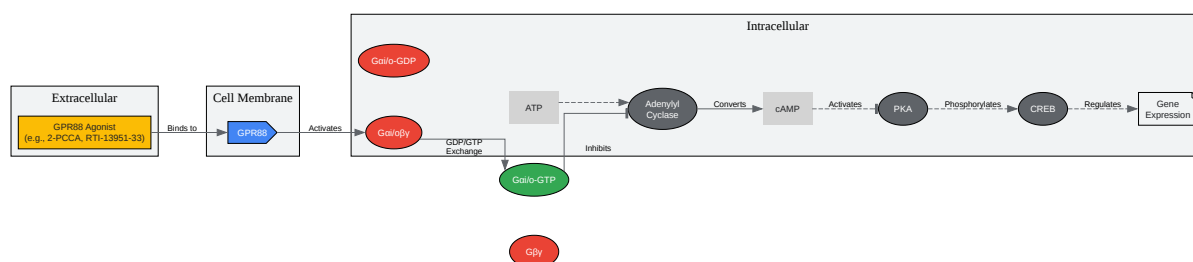 Intracellular
Gαi/o-GDP
Extracellular
GPR88 Agonist
(e.g., 2-PCCA, RTI-13951-33)
Binds to
Cell Membrane
GPR88
Activates
Gαi/oβγ
GDP/GTP
Exchange
Gαi/o-GTP
Inhibits
ATP
Adenylyl
Cyclase
Converts
cAMP
Activates
PKA
Phosphorylates
CREB
Regulates
Gene
Expression
Gβγ